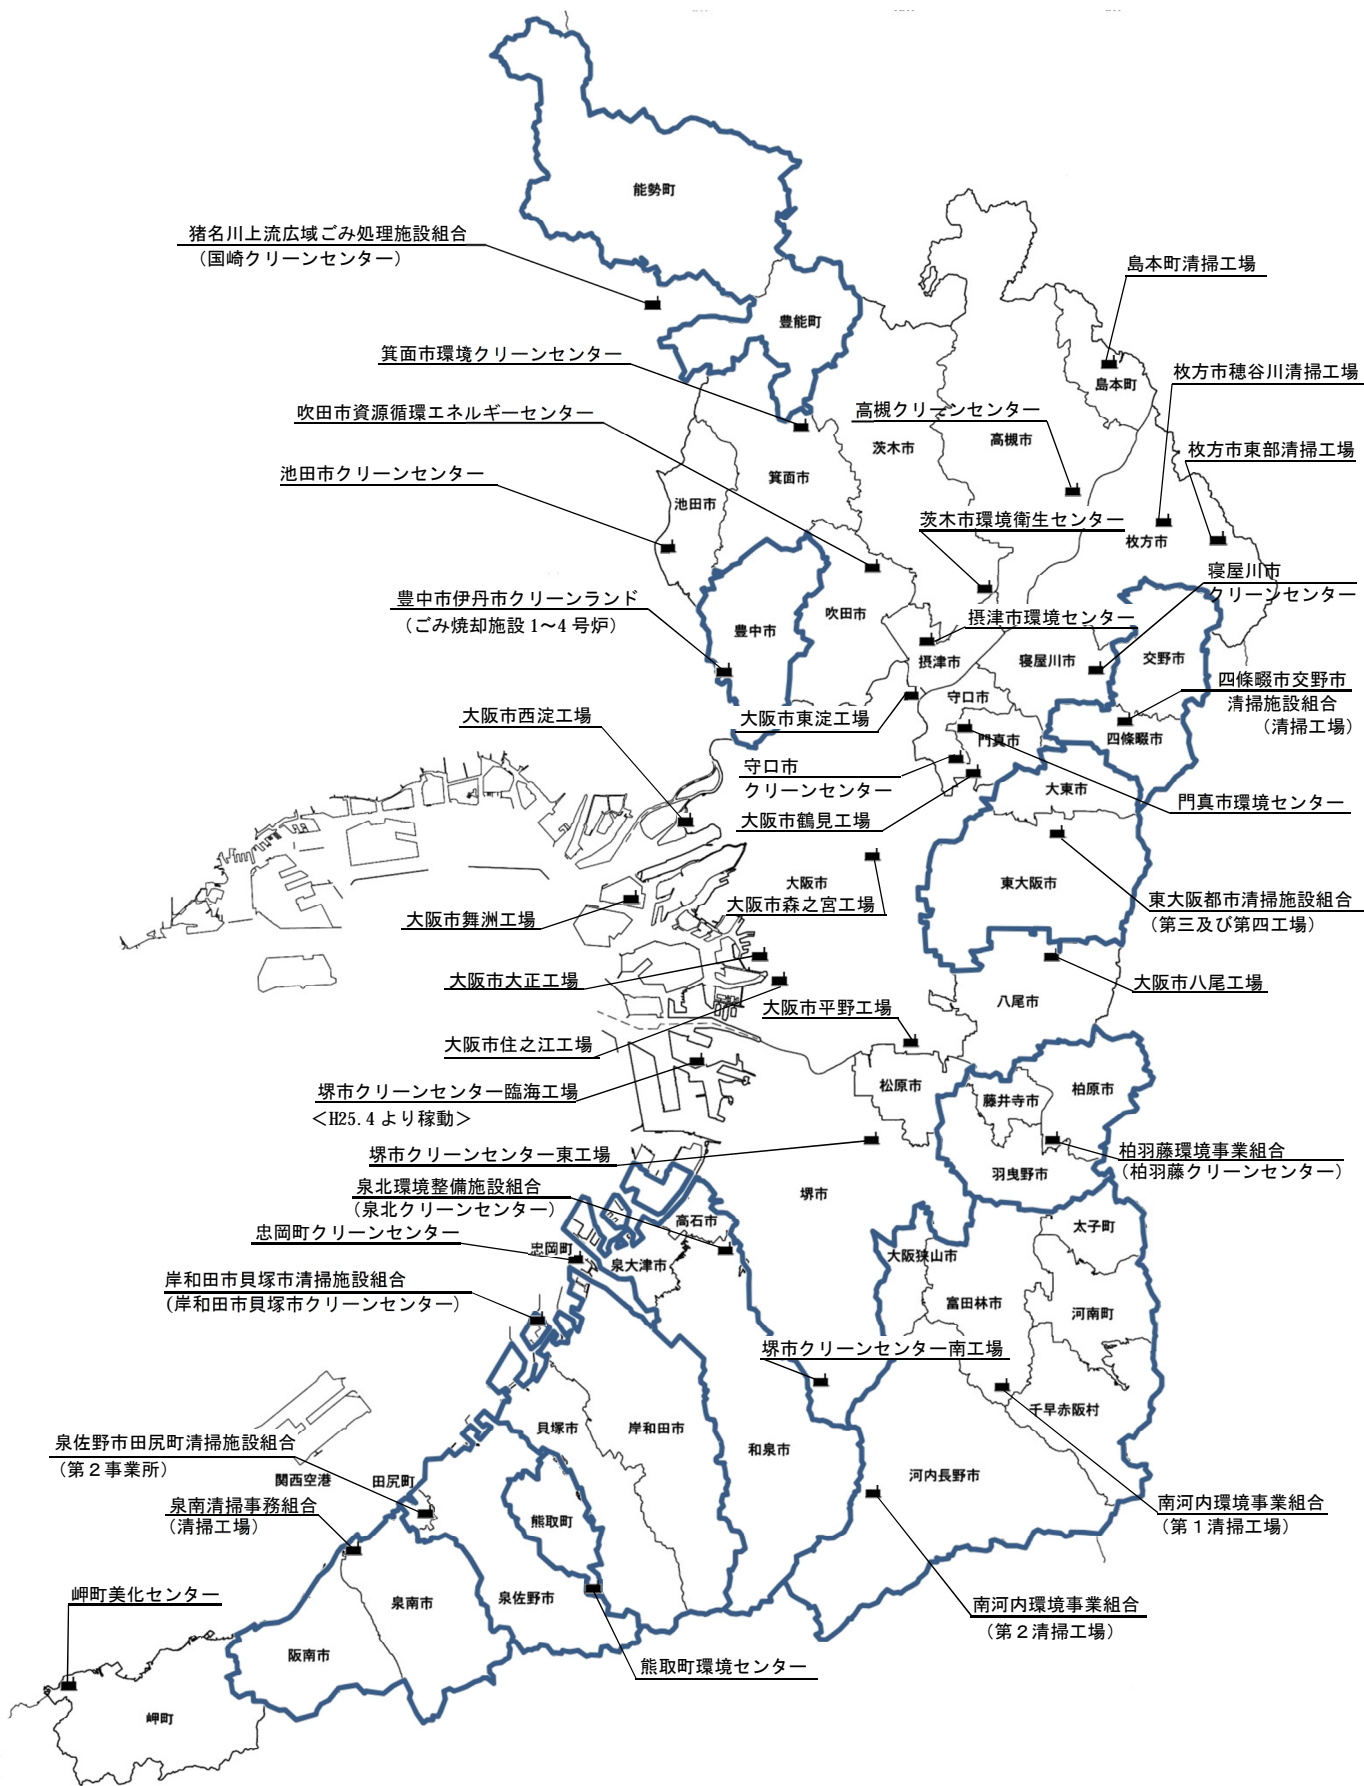 能勢町
猪名川上流広域ごみ処理施設組合
（国崎クリーンセンター）
島本町清掃工場
豊能町
箕面市環境クリーンセンター
島本町
枚方市穂谷川清掃工場
吹田市資源循環エネルギーセンター
高槻クリーンセンター
茨木市
高槻市
枚方市東部清掃工場
池田市クリーンセンター
箕面市
池田市
茨木市環境衛生センター
枚方市
寝屋川市
クリーンセンター
豊中市伊丹市クリーンランド
（ごみ焼却施設1～4号炉）
吹田市
豊中市
摂津市環境センター
摂津市
寝屋川市
交野市
四條畷市交野市
清掃施設組合
（清掃工場）
守口市
大阪市西淀工場
大阪市東淀工場
門真市
四條畷市
守口市
クリーンセンター
大東市
門真市環境センター
大阪市鶴見工場
大阪市
東大阪市
大阪市森之宮工場
東大阪都市清掃施設組合
（第三及び第四工場）
大阪市舞洲工場
大阪市大正工場
大阪市八尾工場
八尾市
大阪市平野工場
大阪市住之江工場
堺市クリーンセンター臨海工場
＜H25.4より稼動＞
松原市
藤井寺市
柏原市
堺市クリーンセンター東工場
柏羽藤環境事業組合
（柏羽藤クリーンセンター）
羽曳野市
泉北環境整備施設組合
（泉北クリーンセンター）
堺市
高石市
太子町
忠岡町クリーンセンター
忠岡町
泉大津市
大阪狭山市
岸和田市貝塚市清掃施設組合
（岸和田市貝塚市クリーンセンター）
富田林市
河南町
堺市クリーンセンター南工場
千早赤阪村
貝塚市
岸和田市
和泉市
泉佐野市田尻町清掃施設組合
（第２事業所）
関西空港
田尻町
河内長野市
泉南清掃事務組合
（清掃工場）
熊取町
南河内環境事業組合
（第１清掃工場）
岬町美化センター
泉南市
泉佐野市
南河内環境事業組合
（第２清掃工場）
阪南市
熊取町環境センター
岬町